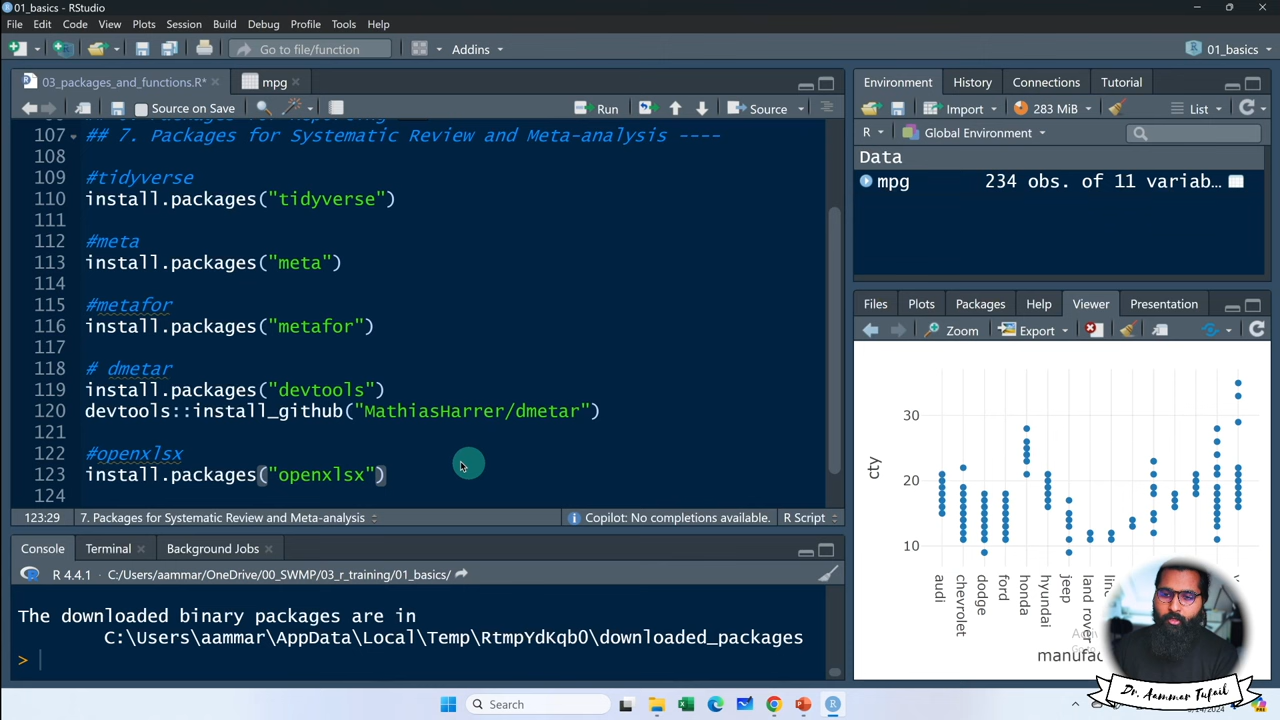 01_basics - RStudio
File Edit Code View Plots Session Build Debug Profile Tools Help
Go to file/function Addins 01_basics
03_packages_and_functions.R* mpg
Source on Save Run Source
107 ## 7. Packages for Systematic Review and Meta-analysis ----
108
109 #tidyverse
110 install.packages("tidyverse")
111
112 #meta
113 install.packages("meta")
114
115 #metafor
116 install.packages("metafor")
117
118 # dmetar
119 install.packages("devtools")
120 devtools::install_github("MathiasHarrer/dmetar")
121
122 #openxlsx
123 install.packages("openxlsx")
124
123:29 7. Packages for Systematic Review and Meta-analysis Copilot: No completions available. R Script
Console Terminal Background Jobs
R 4.4.1 · C:/Users/aammar/OneDrive/00_SWMP/03_r_training/01_basics/
The downloaded binary packages are in
C:\Users\aammar\AppData\Local\Temp\RtmpYdKqb0\downloaded_packages
>
Environment History Connections Tutorial
Import 283 MiB List
R Global Environment
Data
mpg 234 obs. of 11 variab…
Files Plots Packages Help Viewer Presentation
Zoom Export
30
20
10
cty
audi
chevrolet
dodge
ford
honda
hyundai
jeep
land rover
manufac
Dr. Aammar Tufail
Search